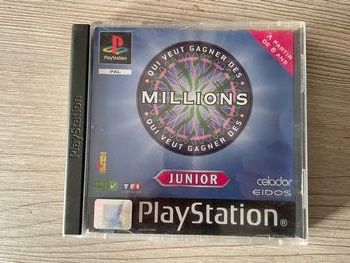 PlayStation
PAL
À PARTIR
DE 8 ANS
QUI VEUT GAGNER DES
MILLIONS
QUI VEUT GAGNER DES
JUNIOR
TF1
celador
EIDOS
PlayStation
PlayStation